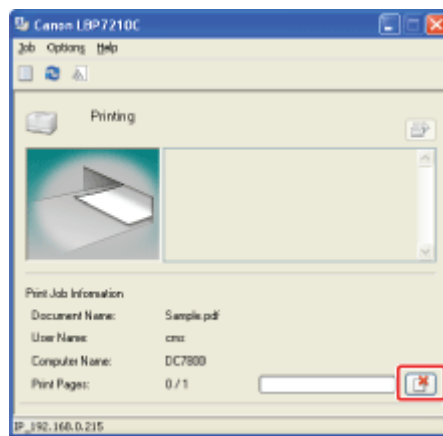 Canon LBP7210C
Job Options Help
Printing
Print Job Information
Document Name: Sample.pdf
User Name: cmz
Computer Name: DC7800
Print Pages: 0 / 1
IP_192.168.0.215